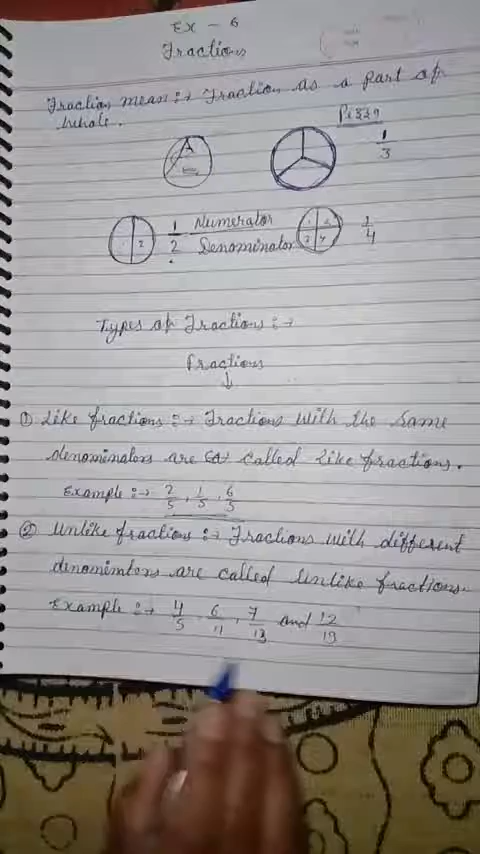 Ex - 6
Fractions
Fraction mean :→ Fraction as a part of
whole.
Pizza
1/3
1/2 Numerator
Denominator
1/4
Types of Fractions :→
Fractions
↓
① Like fractions :→ Fractions with the same
denominators are called like fractions.
Example :→ 2/5, 1/5, 6/5
② Unlike fractions :→ Fractions with different
denomimtors are called unlike fractions.
Example :→ 4/5 6/11, 7/13 and 12/19